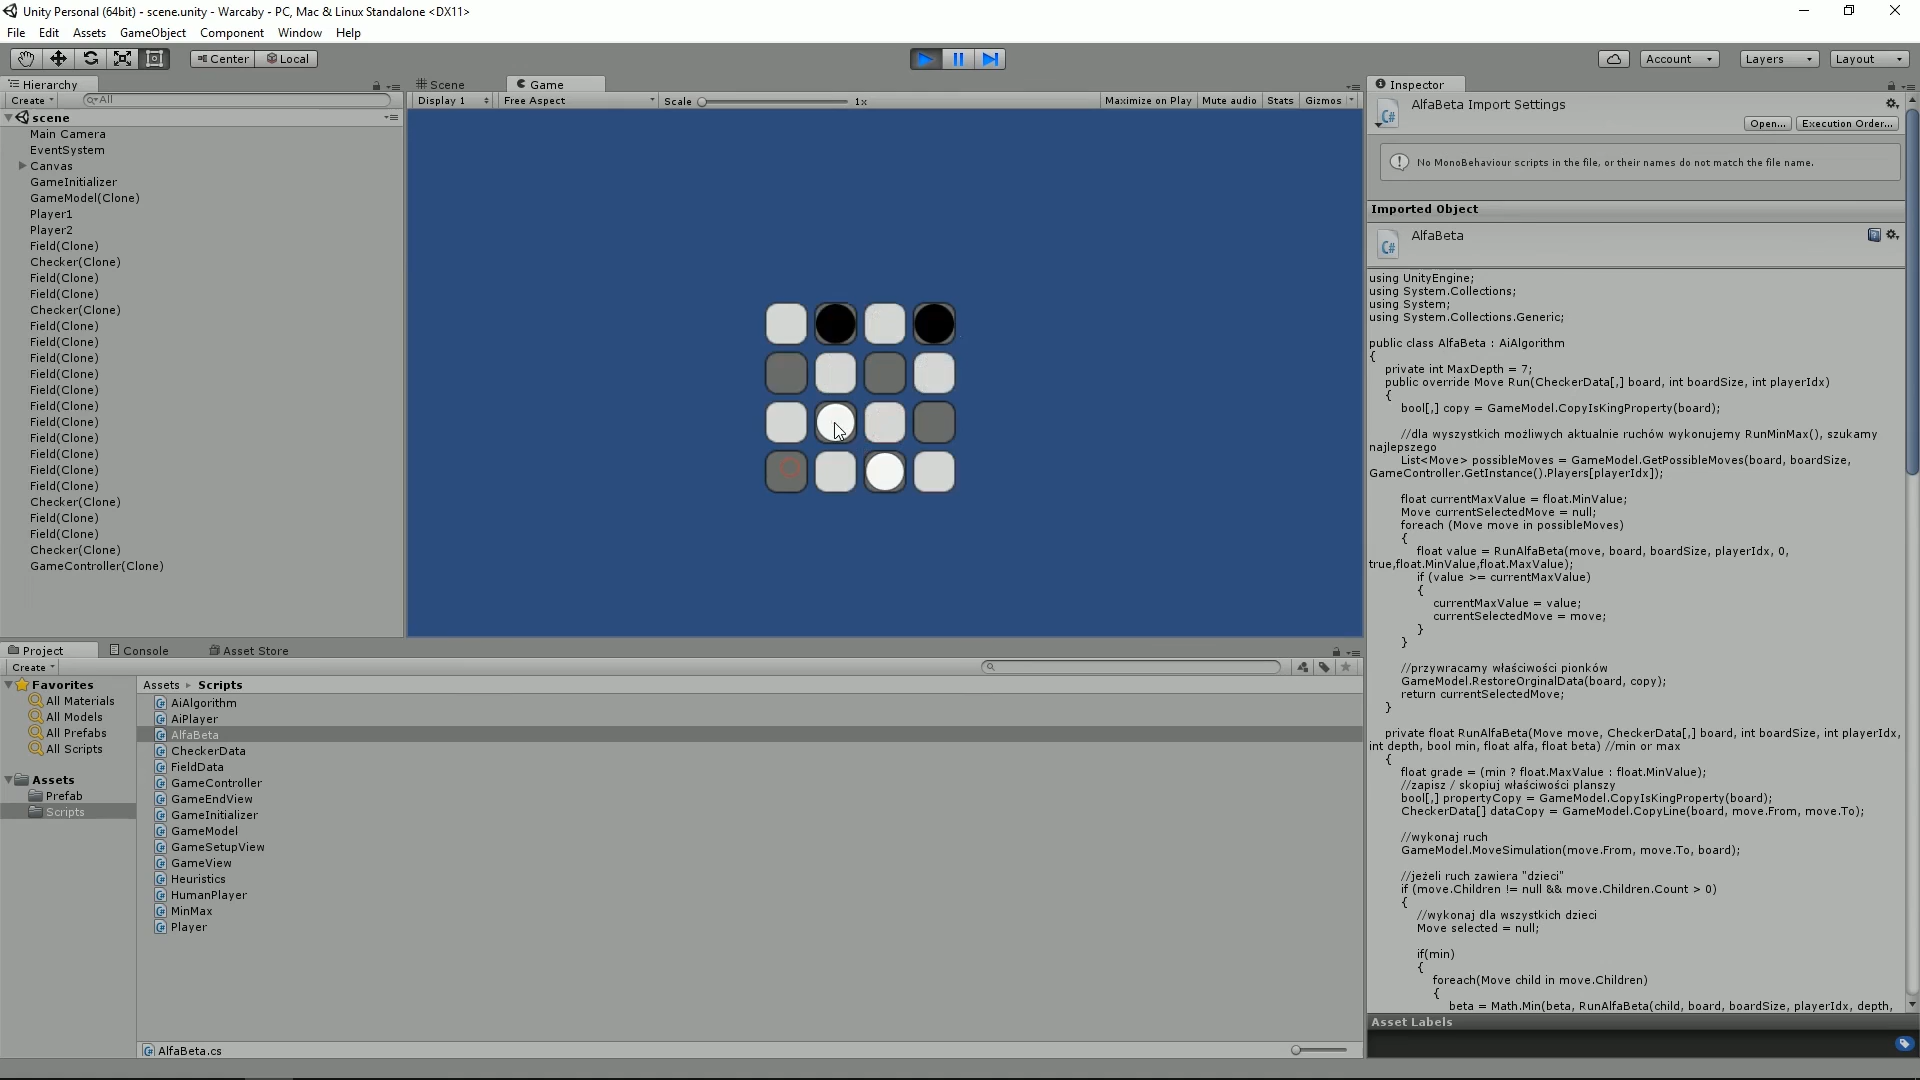 Unity Personal (64bit) - scene.unity - Warcaby - PC, Mac & Linux Standalone <DX11>
File Edit Assets GameObject Component Window Help
Center Local
Account Layers Layout
Hierarchy
Create All
scene
Main Camera
EventSystem
Canvas
GameInitializer
GameModel(Clone)
Player1
Player2
Field(Clone)
Checker(Clone)
Field(Clone)
Field(Clone)
Checker(Clone)
Field(Clone)
Field(Clone)
Field(Clone)
Field(Clone)
Field(Clone)
Field(Clone)
Field(Clone)
Field(Clone)
Field(Clone)
Field(Clone)
Field(Clone)
Checker(Clone)
Field(Clone)
Field(Clone)
Checker(Clone)
GameController(Clone)
Scene Game
Display 1 Free Aspect Scale 1x Maximize on Play Mute audio Stats Gizmos
Project Console Asset Store
Create
Favorites
All Materials
All Models
All Prefabs
All Scripts
Assets
Prefab
Scripts
Assets Scripts
AiAlgorithm
AiPlayer
AlfaBeta
CheckerData
FieldData
GameController
GameEndView
GameInitializer
GameModel
GameSetupView
GameView
Heuristics
HumanPlayer
MinMax
Player
AlfaBeta.cs
Inspector
AlfaBeta Import Settings
Open... Execution Order...
No MonoBehaviour scripts in the file, or their names do not match the file name.
Imported Object
AlfaBeta
using UnityEngine;
using System.Collections;
using System;
using System.Collections.Generic;
public class AlfaBeta : AiAlgorithm
{
private int MaxDepth = 7;
public override Move Run(CheckerData[,] board, int boardSize, int playerIdx)
{
bool[,] copy = GameModel.CopyIsKingProperty(board);
//dla wyszystkich możliwych aktualnie ruchów wykonujemy RunMinMax(), szukamy
najlepszego
List<Move> possibleMoves = GameModel.GetPossibleMoves(board, boardSize,
GameController.GetInstance().Players[playerIdx]);
float currentMaxValue = float.MinValue;
Move currentSelectedMove = null;
foreach (Move move in possibleMoves)
{
float value = RunAlfaBeta(move, board, boardSize, playerIdx, 0,
true,float.MinValue,float.MaxValue);
if (value >= currentMaxValue)
{
currentMaxValue = value;
currentSelectedMove = move;
}
}
//przywracamy właściwości pionków
GameModel.RestoreOrginalData(board, copy);
return currentSelectedMove;
}
private float RunAlfaBeta(Move move, CheckerData[,] board, int boardSize, int playerIdx,
int depth, bool min, float alfa, float beta) //min or max
{
float grade = (min ? float.MaxValue : float.MinValue);
//zapisz / skopiuj właściwości planszy
bool[,] propertyCopy = GameModel.CopyIsKingProperty(board);
CheckerData[] dataCopy = GameModel.CopyLine(board, move.From, move.To);
//wykonaj ruch
GameModel.MoveSimulation(move.From, move.To, board);
//jeżeli ruch zawiera "dzieci"
if (move.Children != null && move.Children.Count > 0)
{
//wykonaj dla wszystkich dzieci
Move selected = null;
if(min)
{
foreach(Move child in move.Children)
{
beta = Math.Min(beta, RunAlfaBeta(child, board, boardSize, playerIdx, depth,
Asset Labels